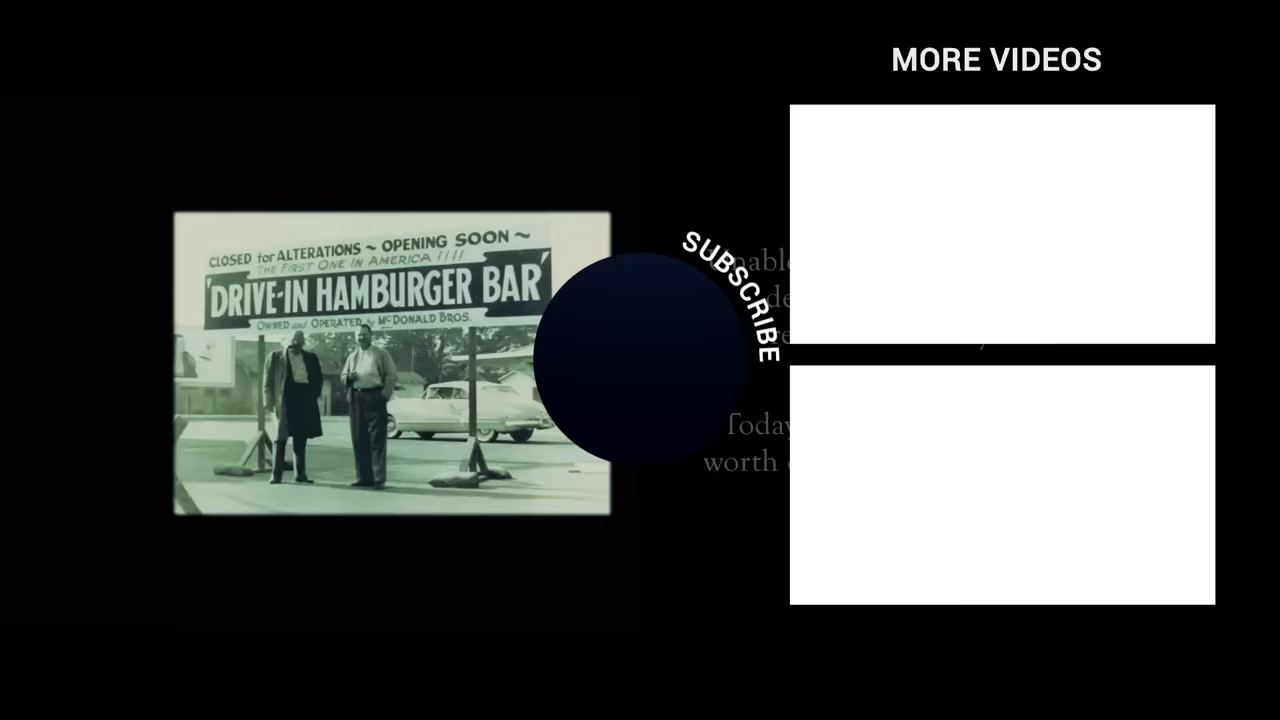 MORE VIDEOS
CLOSED for ALTERATIONS ~ OPENING SOON ~
THE FIRST ONE IN AMERICA !!!!
'DRIVE-IN HAMBURGER BAR'
OWNED and OPERATED by McDONALD BROS.
SUBSCRIBE
Today
worth